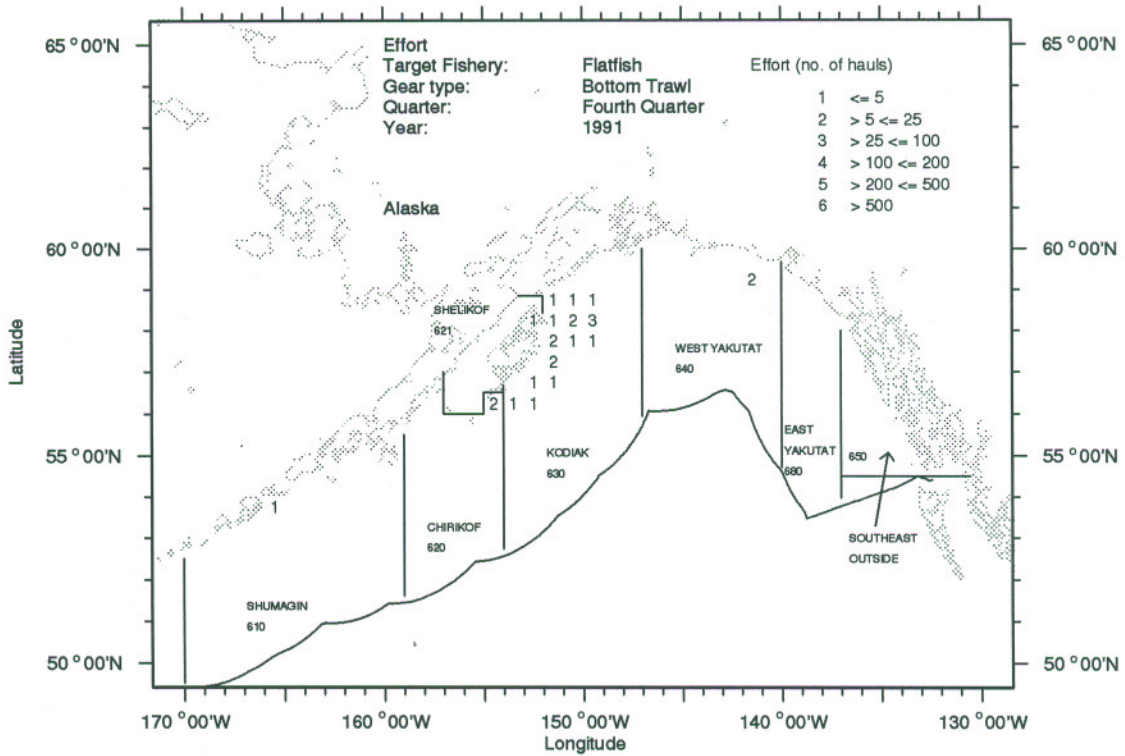 Effort
Target Fishery: Flatfish
Gear type: Bottom Trawl
Quarter: Fourth Quarter
Year: 1991
Effort (no. of hauls)
1 <= 5
2 > 5 <= 25
3 > 25 <= 100
4 > 100 <= 200
5 > 200 <= 500
6 > 500
65°00'N
65°00'N
Alaska
60°00'N
60°00'N
2
SHELIKOF
621
1 1 1
1 1 2 3
2 1 1
2
1 1
2 1 1
WEST YAKUTAT
640
EAST
YAKUTAT
680
650
KODIAK
630
55°00'N
55°00'N
1
CHIRIKOF
620
SOUTHEAST
OUTSIDE
SHUMAGIN
610
50°00'N
50°00'N
Latitude
170°00'W 160°00'W 150°00'W 140°00'W 130°00'W
Longitude